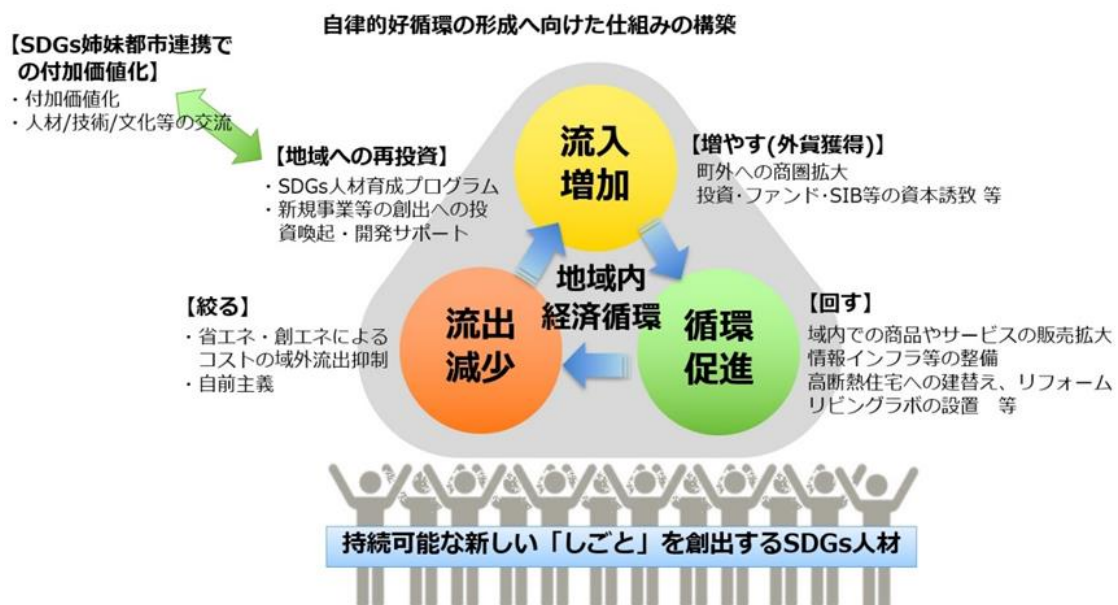 自律的好循環の形成へ向けた仕組みの構築
【SDGs姉妹都市連携で
の付加価値化】
・付加価値化
・人材/技術/文化等の交流
【地域への再投資】
・SDGs人材育成プログラム
・新規事業等の創出への投
資喚起・開発サポート
流入
増加
【増やす(外貨獲得)】
町外への商圏拡大
投資・ファンド・SIB等の資本誘致 等
地域内
経済循環
【絞る】
・省エネ・創エネによる
コストの域外流出抑制
・自前主義
流出
減少
循環
促進
【回す】
域内での商品やサービスの販売拡大
情報インフラ等の整備
高断熱住宅への建替え、リフォーム
リビングラボの設置　等
持続可能な新しい「しごと」を創出するSDGs人材